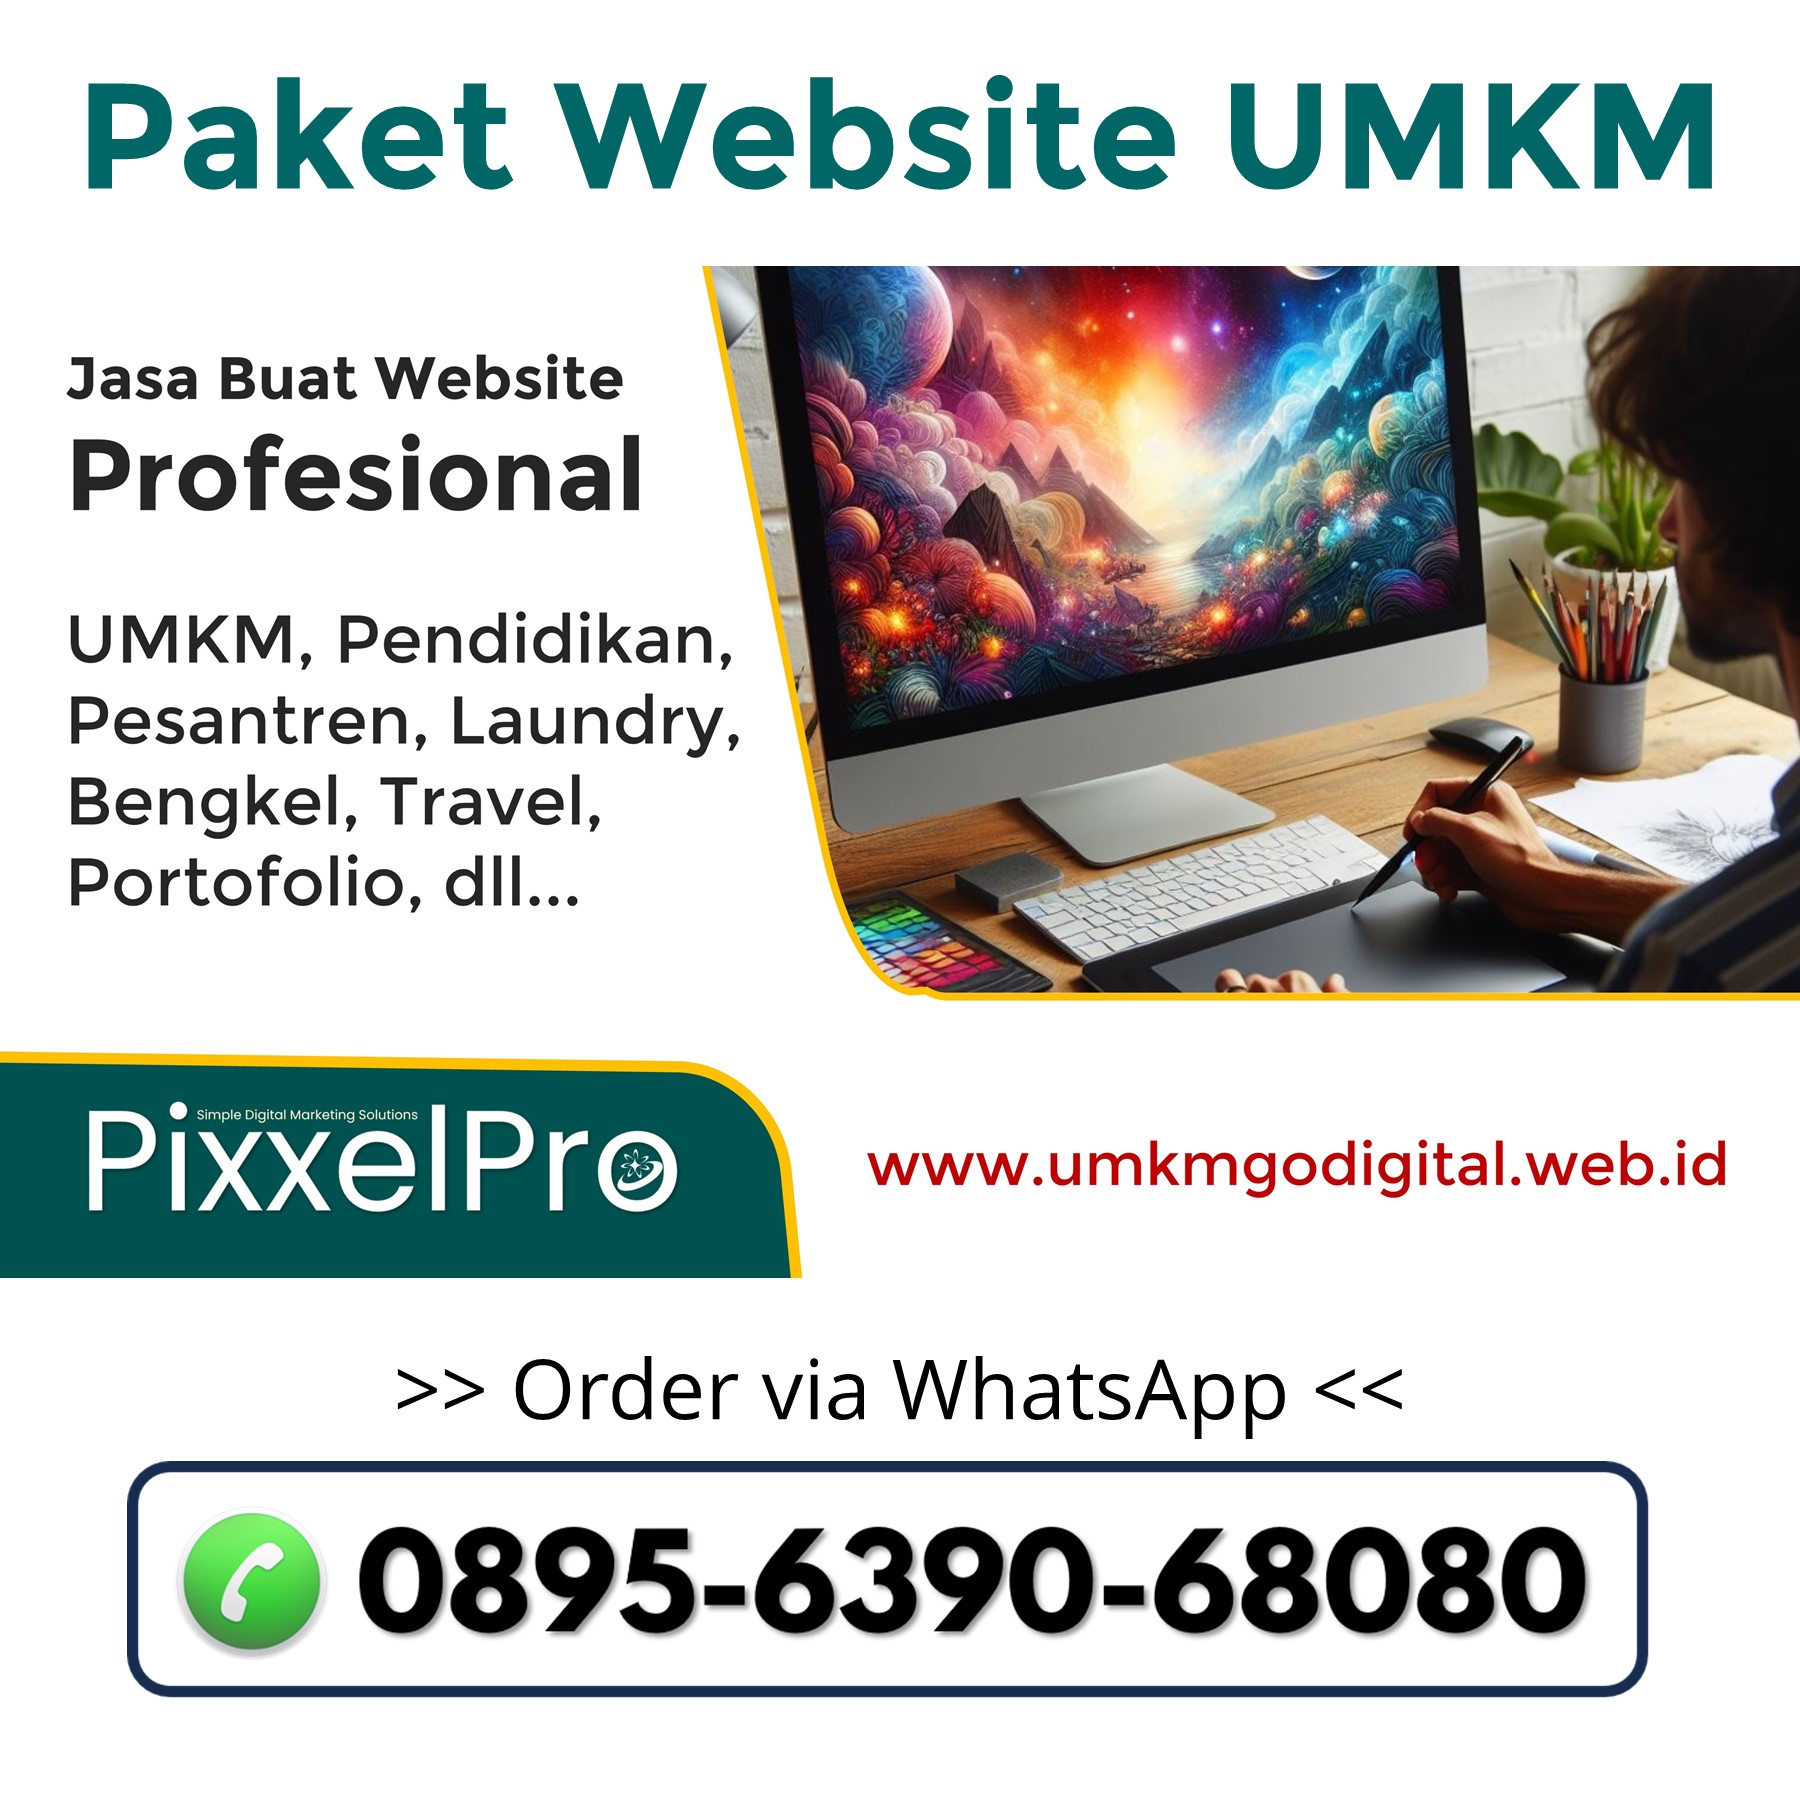 Paket Website UMKM
Jasa Buat Website
Profesional
UMKM, Pendidikan,
Pesantren, Laundry,
Bengkel, Travel,
Portofolio, dll...
Simple Digital Marketing Solutions
PixxelPro
www.umkmgodigital.web.id
>> Order via WhatsApp <<
0895-6390-68080